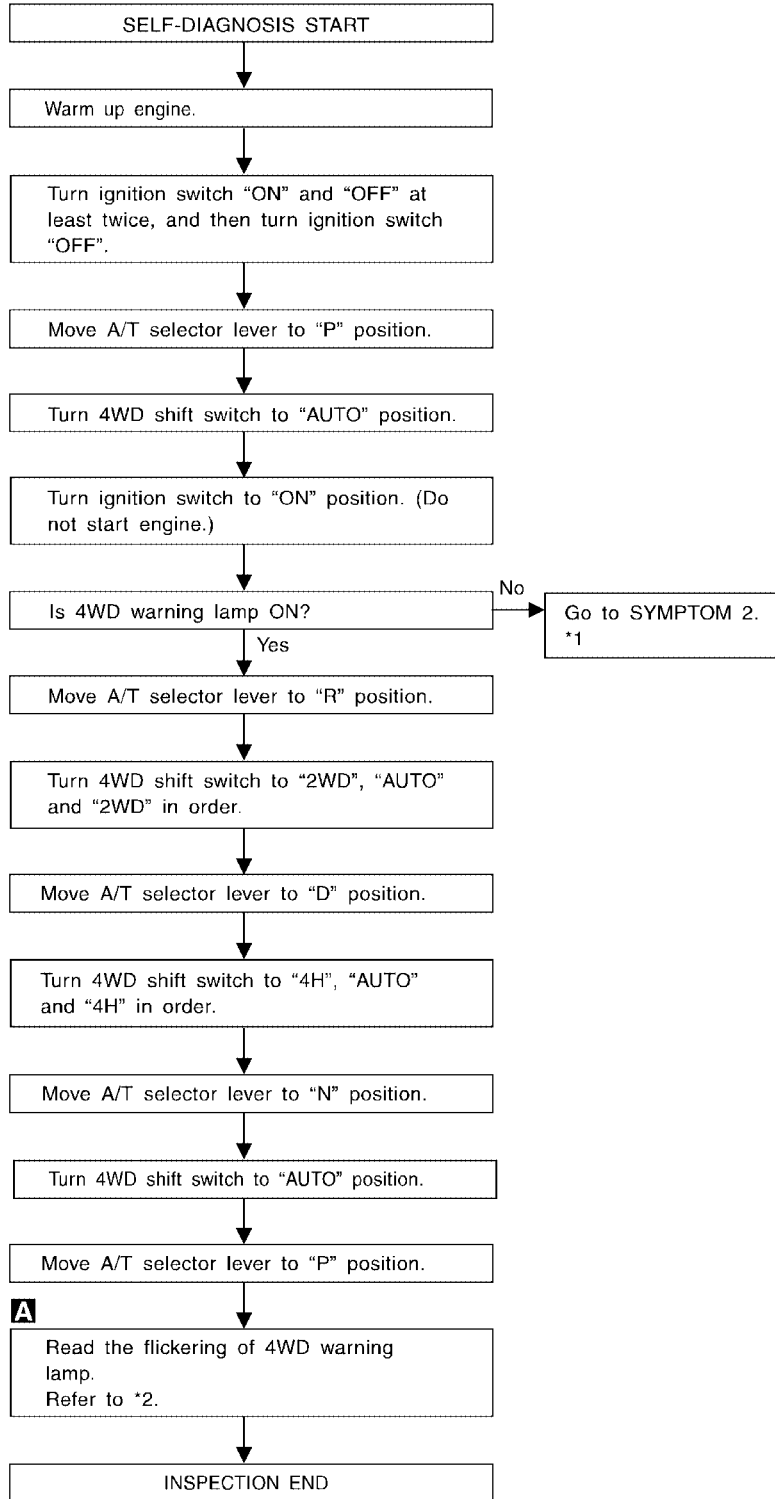 SELF-DIAGNOSIS START
Warm up engine.
Turn ignition switch “ON” and “OFF” at
least twice, and then turn ignition switch
“OFF”.
Move A/T selector lever to “P” position.
Turn 4WD shift switch to “AUTO” position.
Turn ignition switch to “ON” position. (Do
not start engine.)
Is 4WD warning lamp ON?
No
Go to SYMPTOM 2.
*1
Yes
Move A/T selector lever to “R” position.
Turn 4WD shift switch to “2WD”, “AUTO”
and “2WD” in order.
Move A/T selector lever to “D” position.
Turn 4WD shift switch to “4H”, “AUTO”
and “4H” in order.
Move A/T selector lever to “N” position.
Turn 4WD shift switch to “AUTO” position.
Move A/T selector lever to “P” position.
A
Read the flickering of 4WD warning
lamp.
Refer to *2.
INSPECTION END